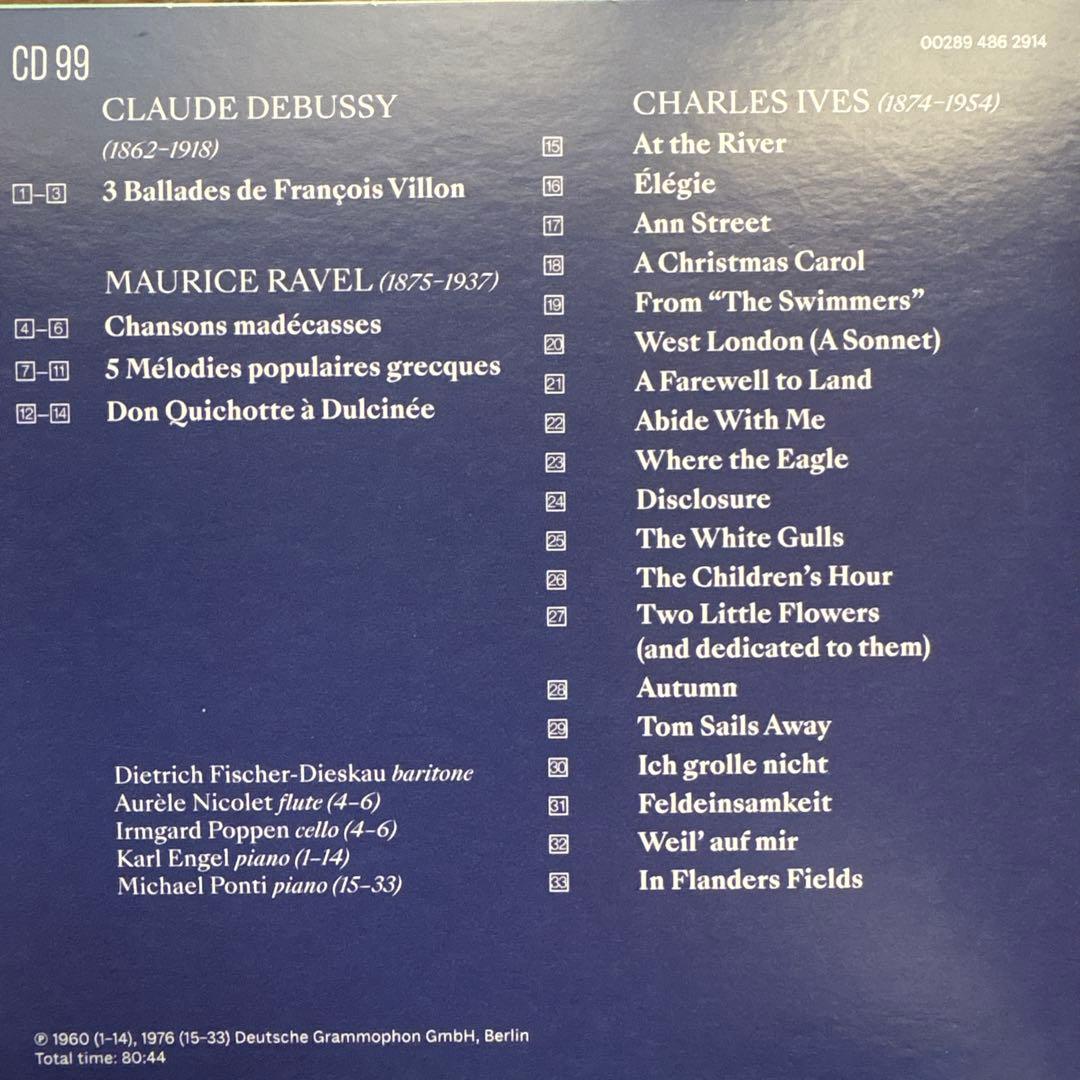 CD 99
00289 486 2914
CLAUDE DEBUSSY
(1862–1918)
1–3 3 Ballades de François Villon
MAURICE RAVEL (1875–1937)
4–6 Chansons madécasses
7–11 5 Mélodies populaires grecques
12–14 Don Quichotte à Dulcinée
Dietrich Fischer-Dieskau baritone
Aurèle Nicolet flute (4–6)
Irmgard Poppen cello (4–6)
Karl Engel piano (1–14)
Michael Ponti piano (15–33)
CHARLES IVES (1874–1954)
15 At the River
16 Élégie
17 Ann Street
18 A Christmas Carol
19 From “The Swimmers”
20 West London (A Sonnet)
21 A Farewell to Land
22 Abide With Me
23 Where the Eagle
24 Disclosure
25 The White Gulls
26 The Children’s Hour
27 Two Little Flowers
(and dedicated to them)
28 Autumn
29 Tom Sails Away
30 Ich grolle nicht
31 Feldeinsamkeit
32 Weil’ auf mir
33 In Flanders Fields
℗ 1960 (1–14), 1976 (15–33) Deutsche Grammophon GmbH, Berlin
Total time: 80:44